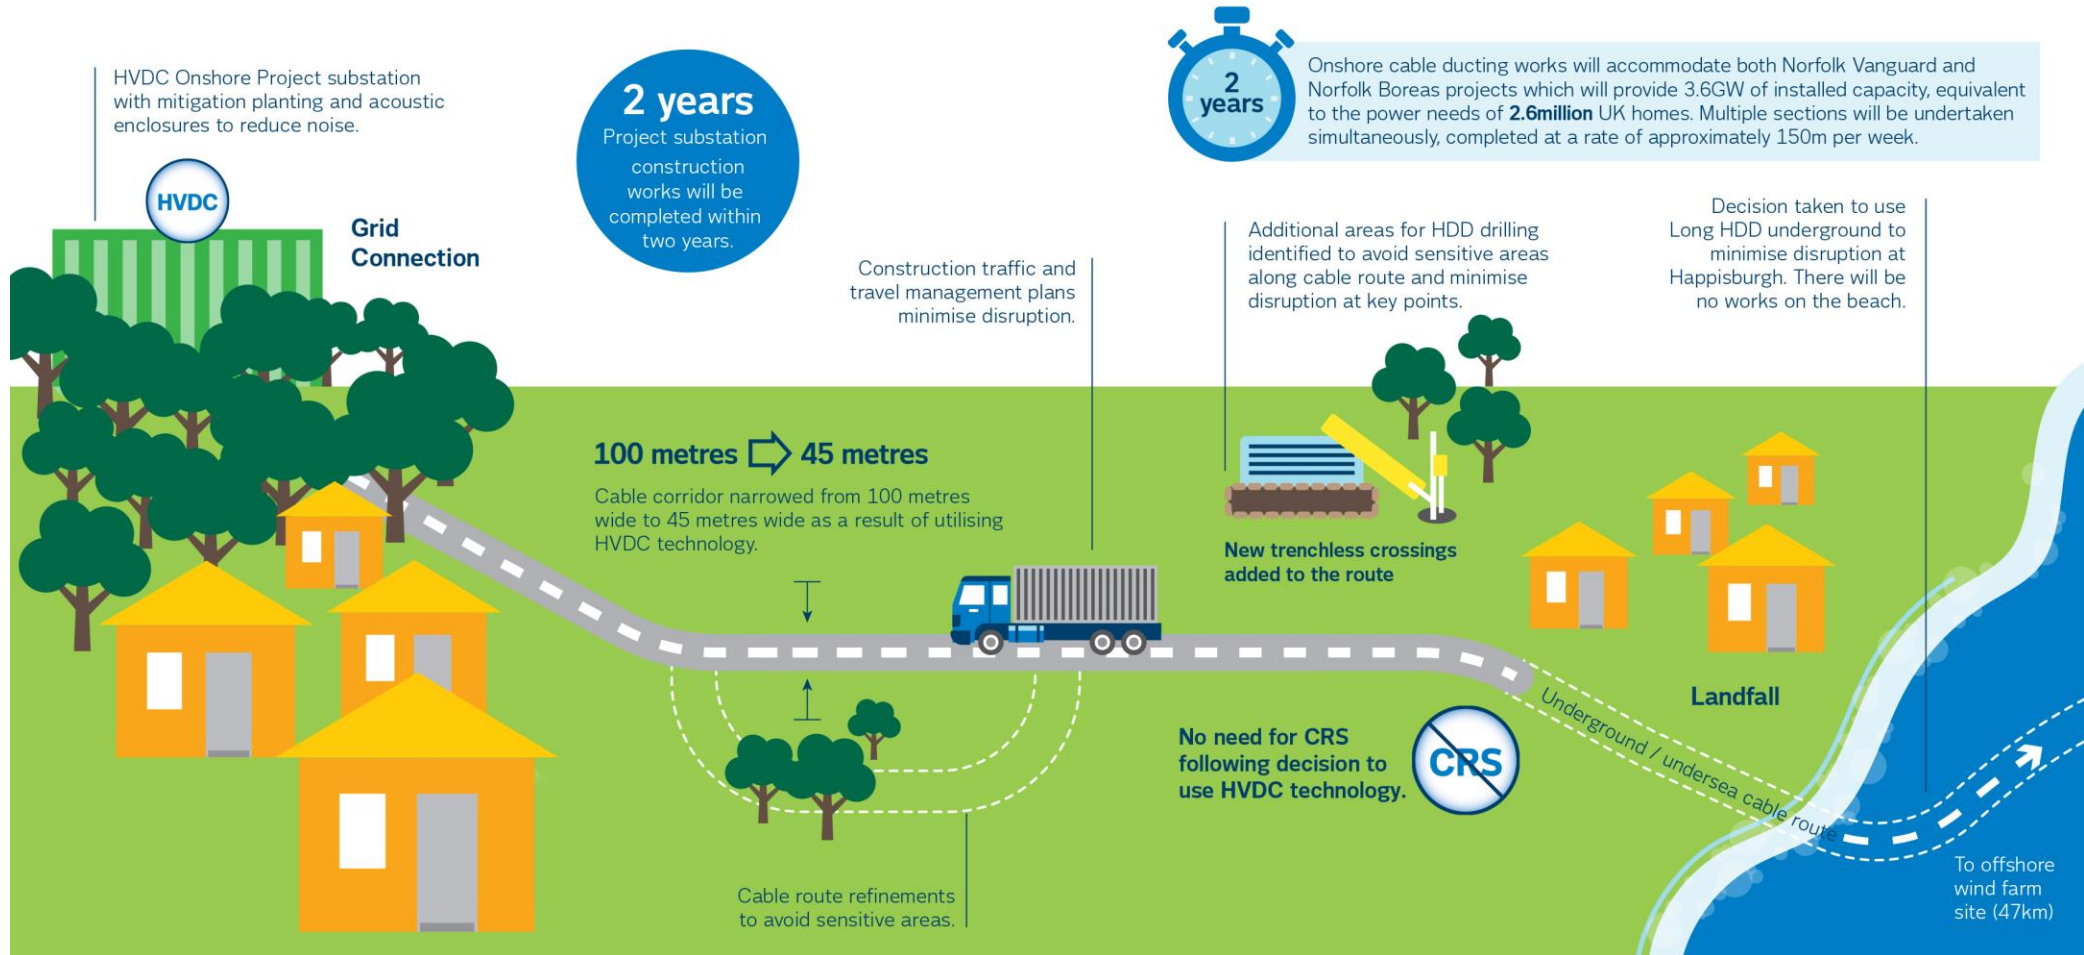 HVDC Onshore Project substation
with mitigation planting and acoustic
enclosures to reduce noise.
HVDC
Grid
Connection
2 years
Project substation
construction
works will be
completed within
two years.
2
years
Onshore cable ducting works will accommodate both Norfolk Vanguard and
Norfolk Boreas projects which will provide 3.6GW of installed capacity, equivalent
to the power needs of 2.6million UK homes. Multiple sections will be undertaken
simultaneously, completed at a rate of approximately 150m per week.
Construction traffic and
travel management plans
minimise disruption.
Additional areas for HDD drilling
identified to avoid sensitive areas
along cable route and minimise
disruption at key points.
Decision taken to use
Long HDD underground to
minimise disruption at
Happisburgh. There will be
no works on the beach.
100 metres 45 metres
Cable corridor narrowed from 100 metres
wide to 45 metres wide as a result of utilising
HVDC technology.
New trenchless crossings
added to the route
Landfall
No need for CRS
following decision to
use HVDC technology.
CRS
Underground / undersea cable route
Cable route refinements
to avoid sensitive areas.
To offshore
wind farm
site (47km)